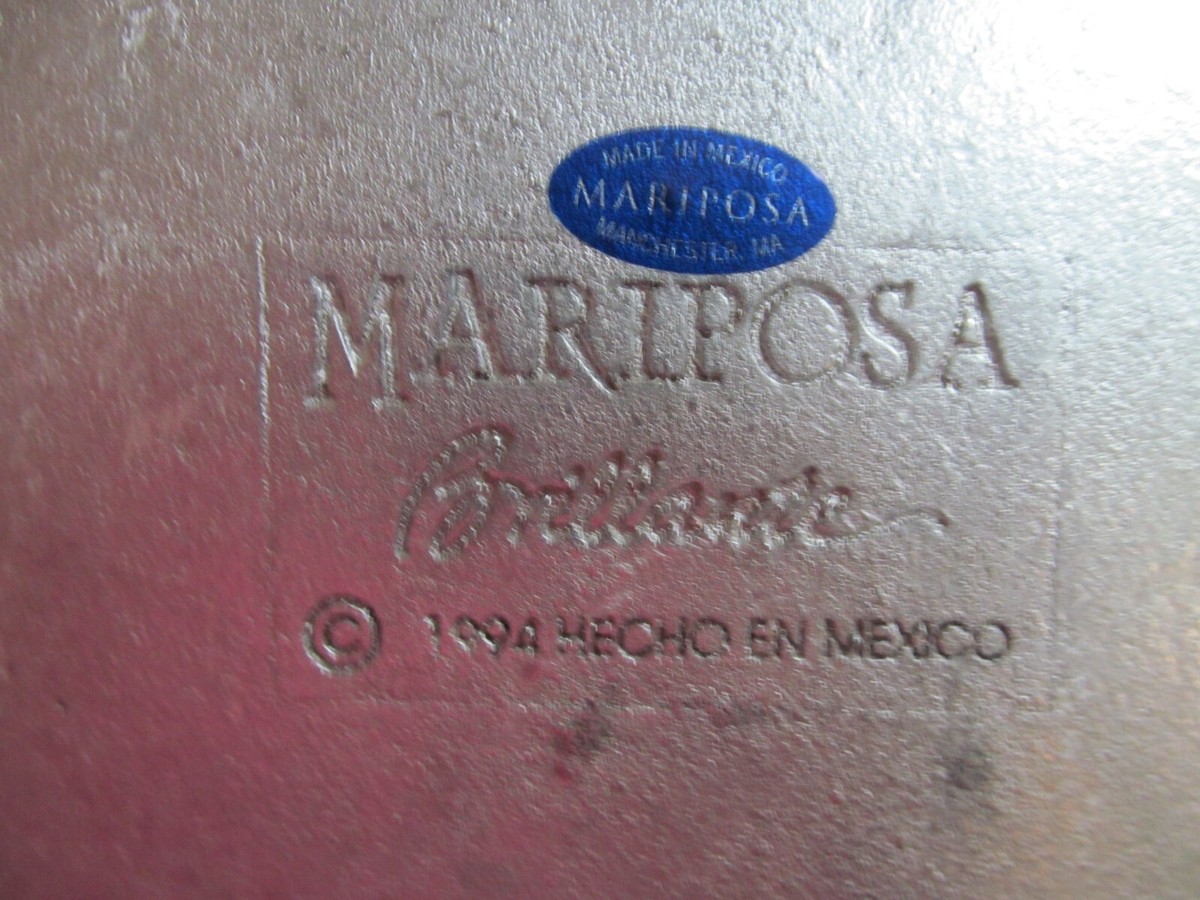 MADE IN MEXICO
MARIPOSA
MANCHESTER, MA
MARIPOSA
Brillante
© 1994 HECHO EN MEXICO